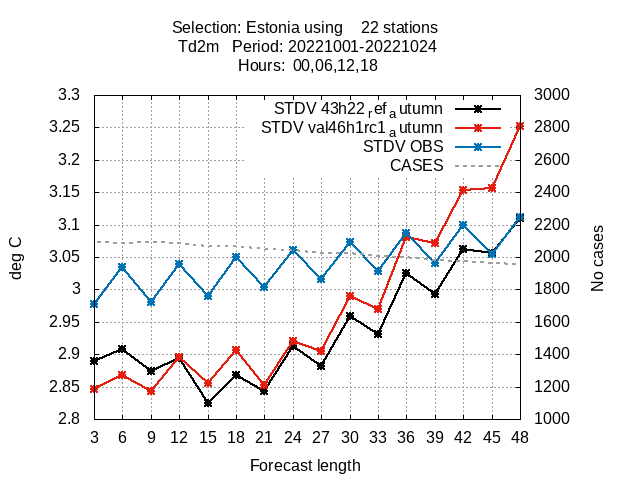 Selection: Estonia using 22 stations
Td2m Period: 20221001-20221024
Hours: 00,06,12,18
3.3 3000
STDV 43h22ref autumn
3.25 STDV val46h1rc1autumn 2800
STDV OBS
3.2 CASES 2600
3.15 2400
3.1 2200
3.05 2000
3 1800
2.95 1600
2.9 1400
2.85 1200
2.8 1000
deg C
No cases
3 6 9 12 15 18 21 24 27 30 33 36 39 42 45 48
Forecast length